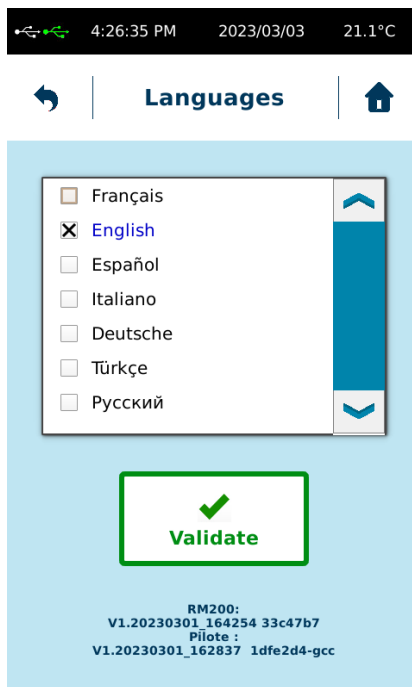 4:26:35 PM 2023/03/03 21.1°C
Languages
Français
English
Español
Italiano
Deutsche
Türkçe
Русский
Validate
RM200:
V1.20230301_164254 33c47b7
Pilote :
V1.20230301_162837 1dfe2d4-gcc